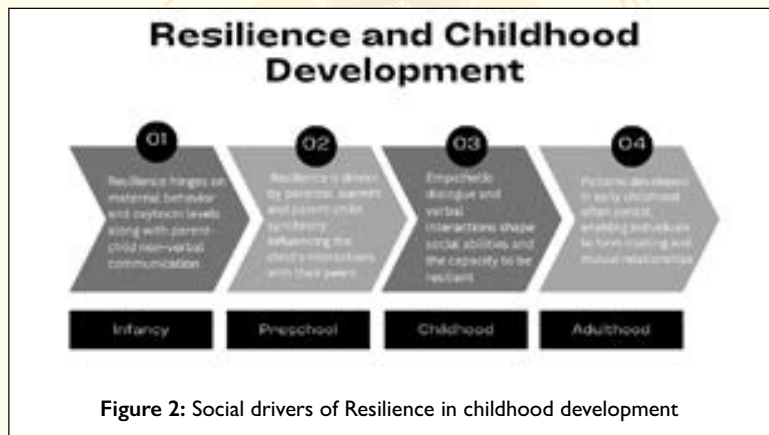 Resilience and Childhood
Development
01
02
03
04
Resilience hinges on
maternal behavior
and oxytocin levels
along with parent-
child non-verbal
communication
Resilience is driven
by parental warmth
and parent-child
synchrony
influencing the
child's interactions
with their peers
Empathetic
dialogue and
verbal
interactions shape
social abilities and
the capacity to be
resilient
Patterns developed
in early childhood
often persist,
enabling individuals
to form trusting and
mutual relationships
Infancy
Preschool
Childhood
Adulthood
Figure 2: Social drivers of Resilience in childhood development